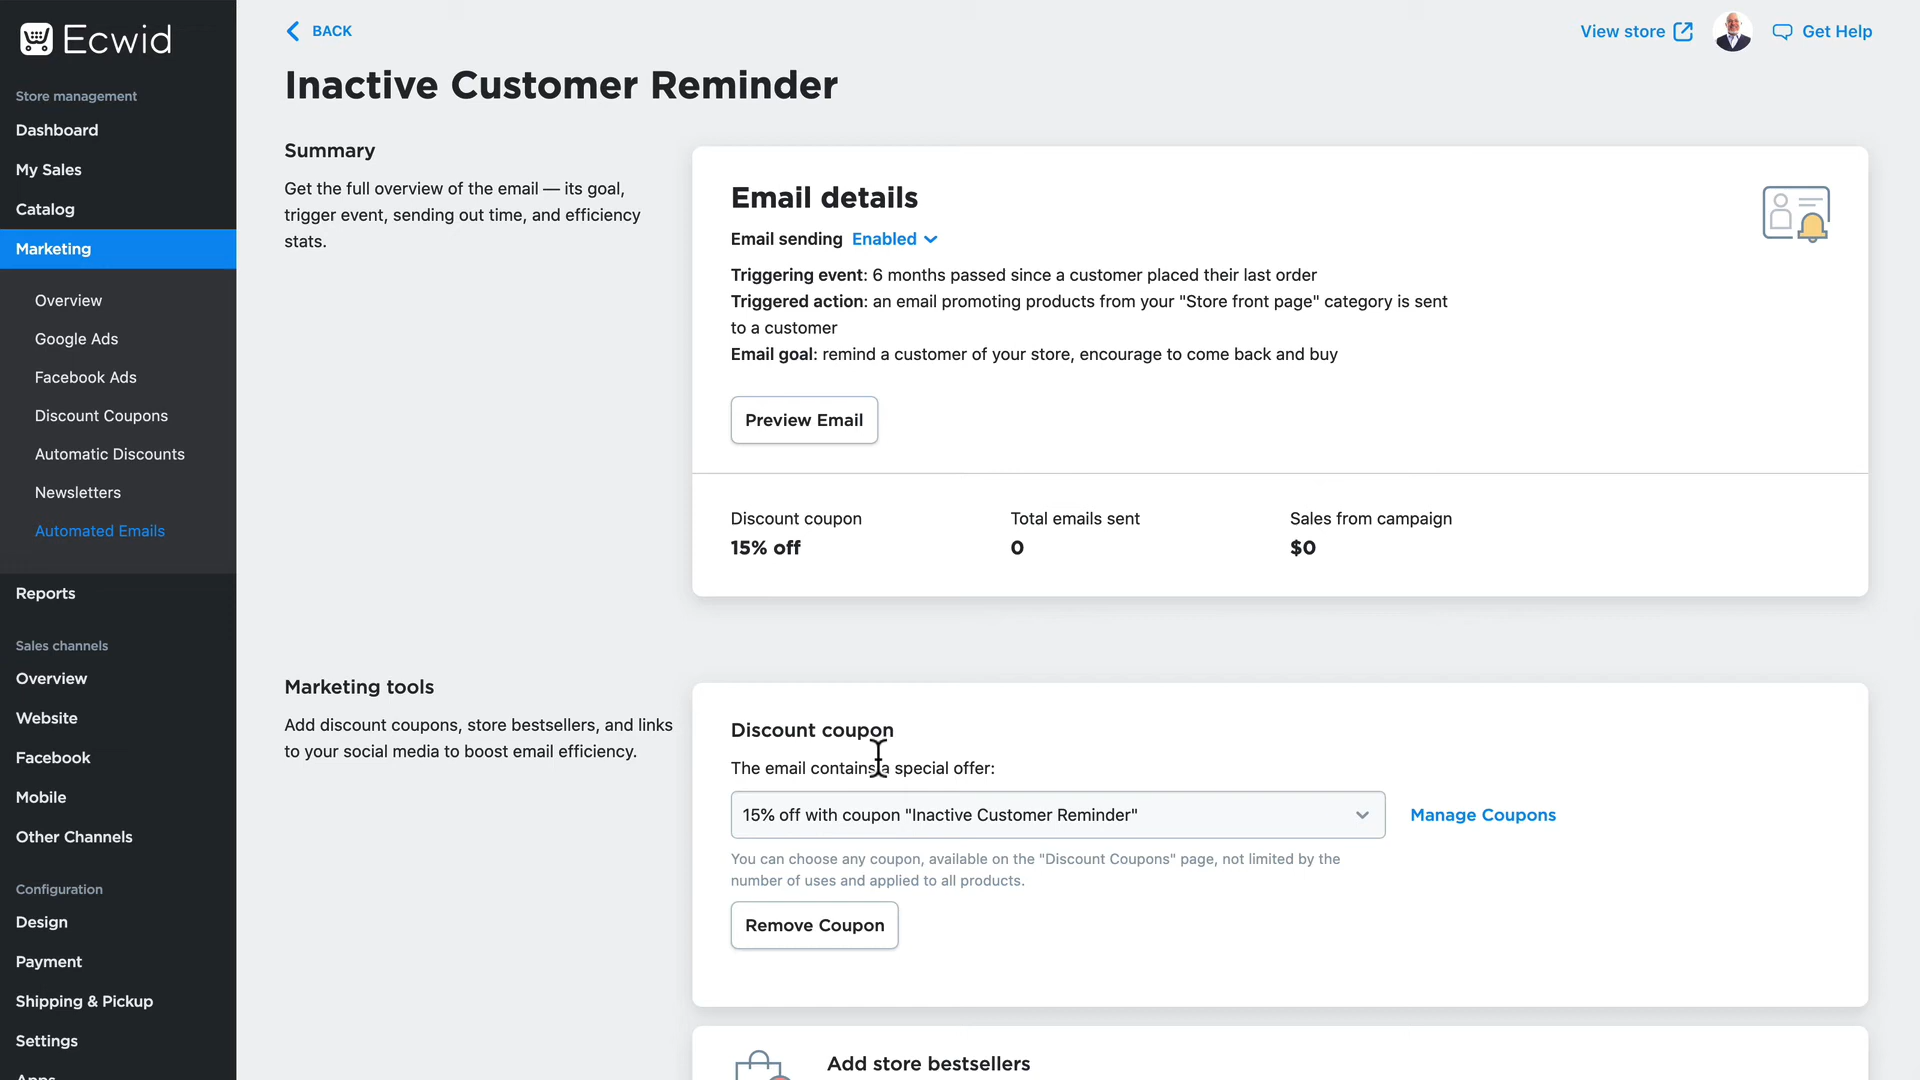 Ecwid
Store management
Dashboard
My Sales
Catalog
Marketing
Overview
Google Ads
Facebook Ads
Discount Coupons
Automatic Discounts
Newsletters
Automated Emails
Reports
Sales channels
Overview
Website
Facebook
Mobile
Other Channels
Configuration
Design
Payment
Shipping & Pickup
Settings
Apps
BACK
View store
Get Help
Inactive Customer Reminder
Summary
Get the full overview of the email — its goal,
trigger event, sending out time, and efficiency
stats.
Email details
Email sending Enabled
Triggering event: 6 months passed since a customer placed their last order
Triggered action: an email promoting products from your "Store front page" category is sent
to a customer
Email goal: remind a customer of your store, encourage to come back and buy
Preview Email
Discount coupon
15% off
Total emails sent
0
Sales from campaign
$0
Marketing tools
Add discount coupons, store bestsellers, and links
to your social media to boost email efficiency.
Discount coupon
The email contains a special offer:
15% off with coupon "Inactive Customer Reminder"
Manage Coupons
You can choose any coupon, available on the "Discount Coupons" page, not limited by the
number of uses and applied to all products.
Remove Coupon
Add store bestsellers